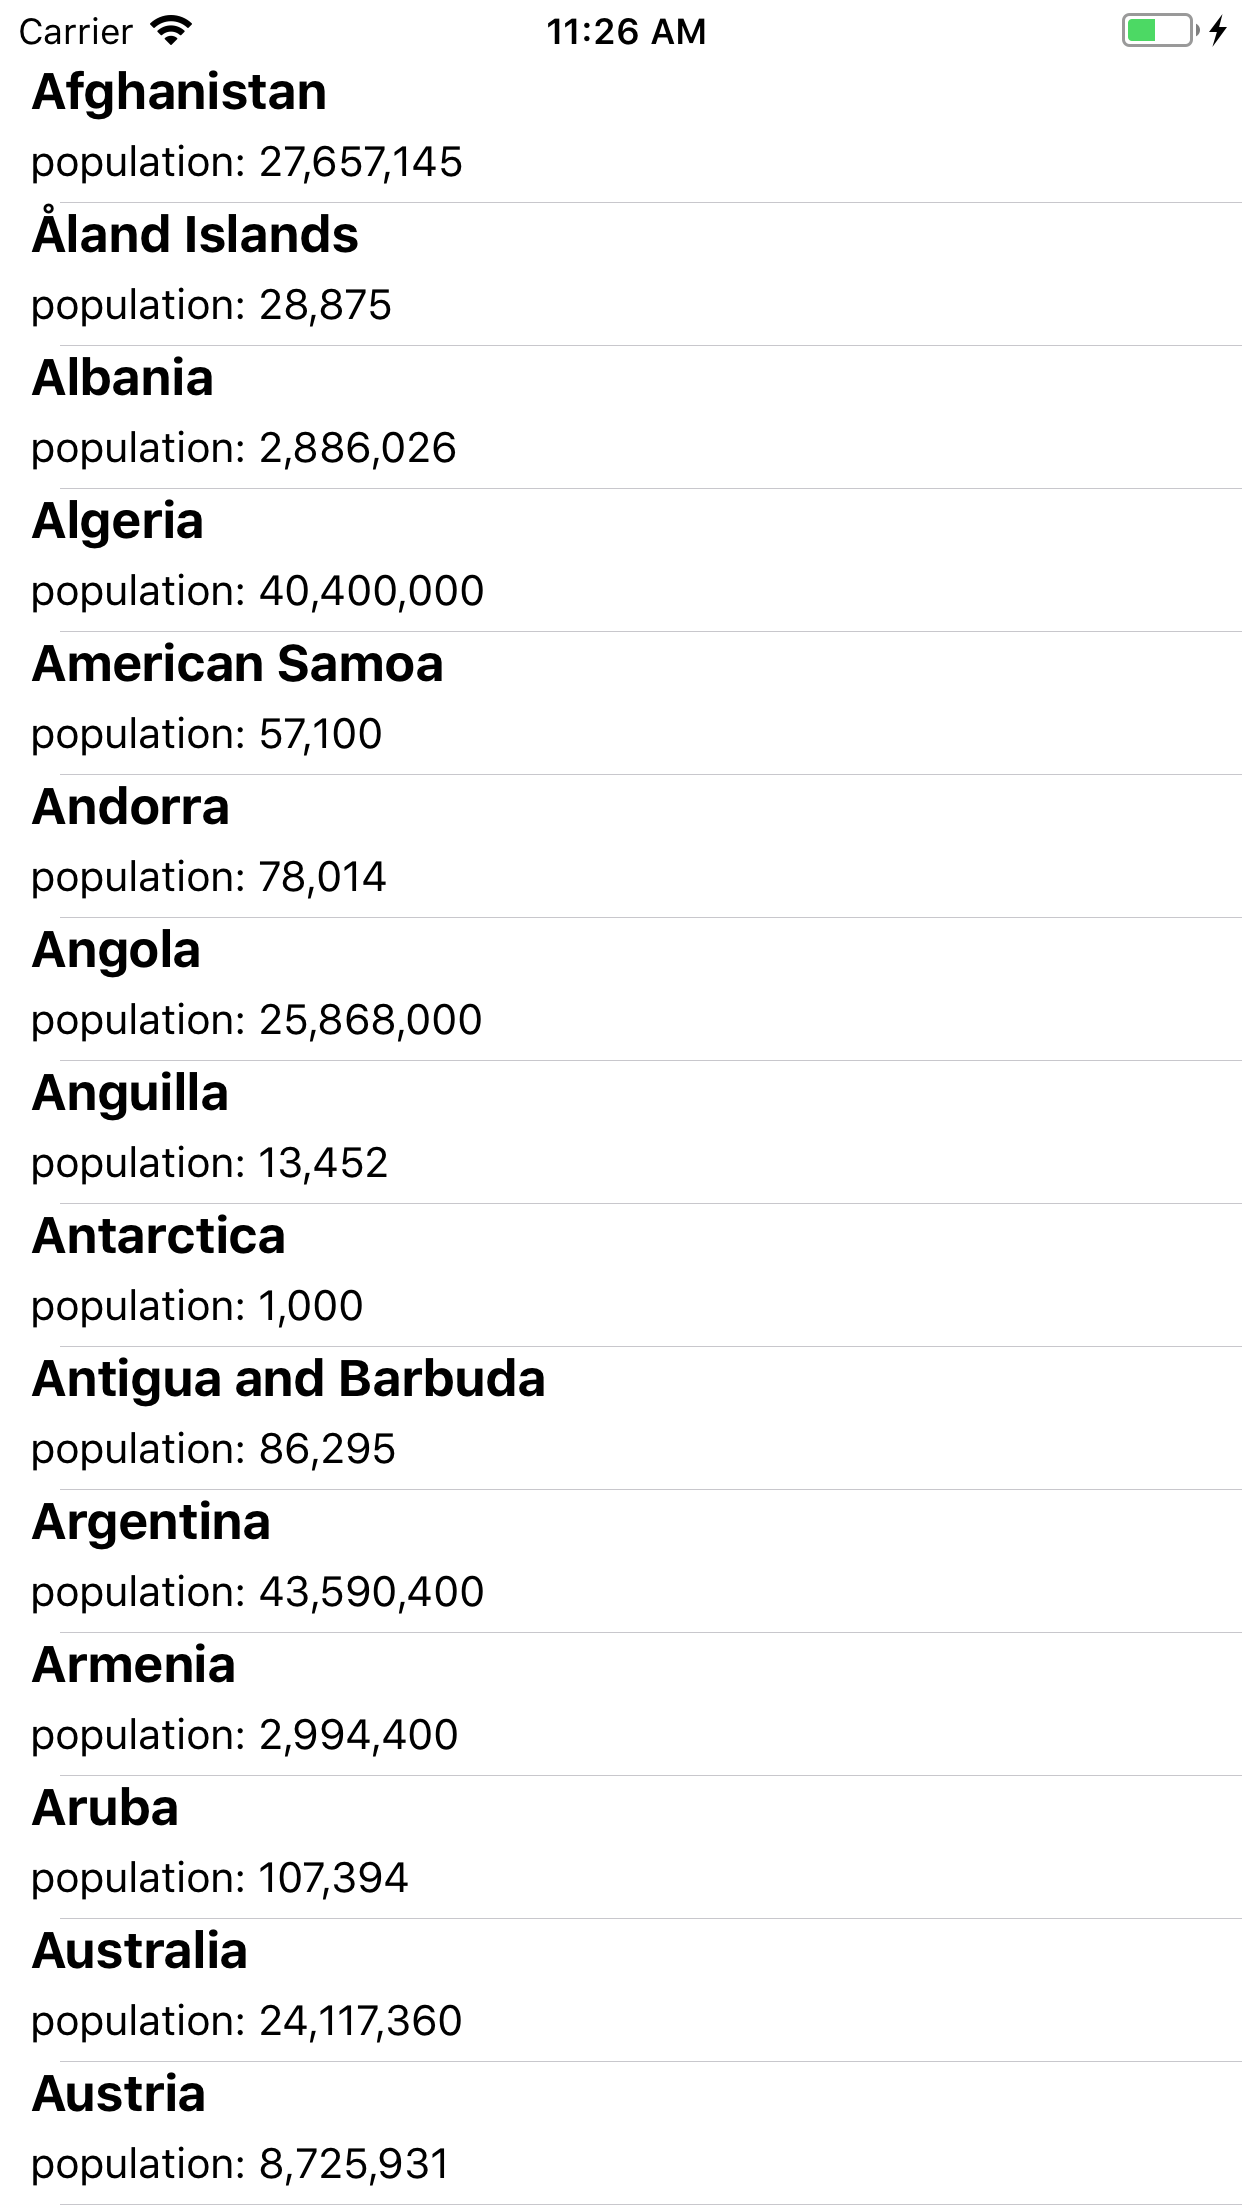 Carrier 11:26 AM
Afghanistan
population: 27,657,145
Åland Islands
population: 28,875
Albania
population: 2,886,026
Algeria
population: 40,400,000
American Samoa
population: 57,100
Andorra
population: 78,014
Angola
population: 25,868,000
Anguilla
population: 13,452
Antarctica
population: 1,000
Antigua and Barbuda
population: 86,295
Argentina
population: 43,590,400
Armenia
population: 2,994,400
Aruba
population: 107,394
Australia
population: 24,117,360
Austria
population: 8,725,931